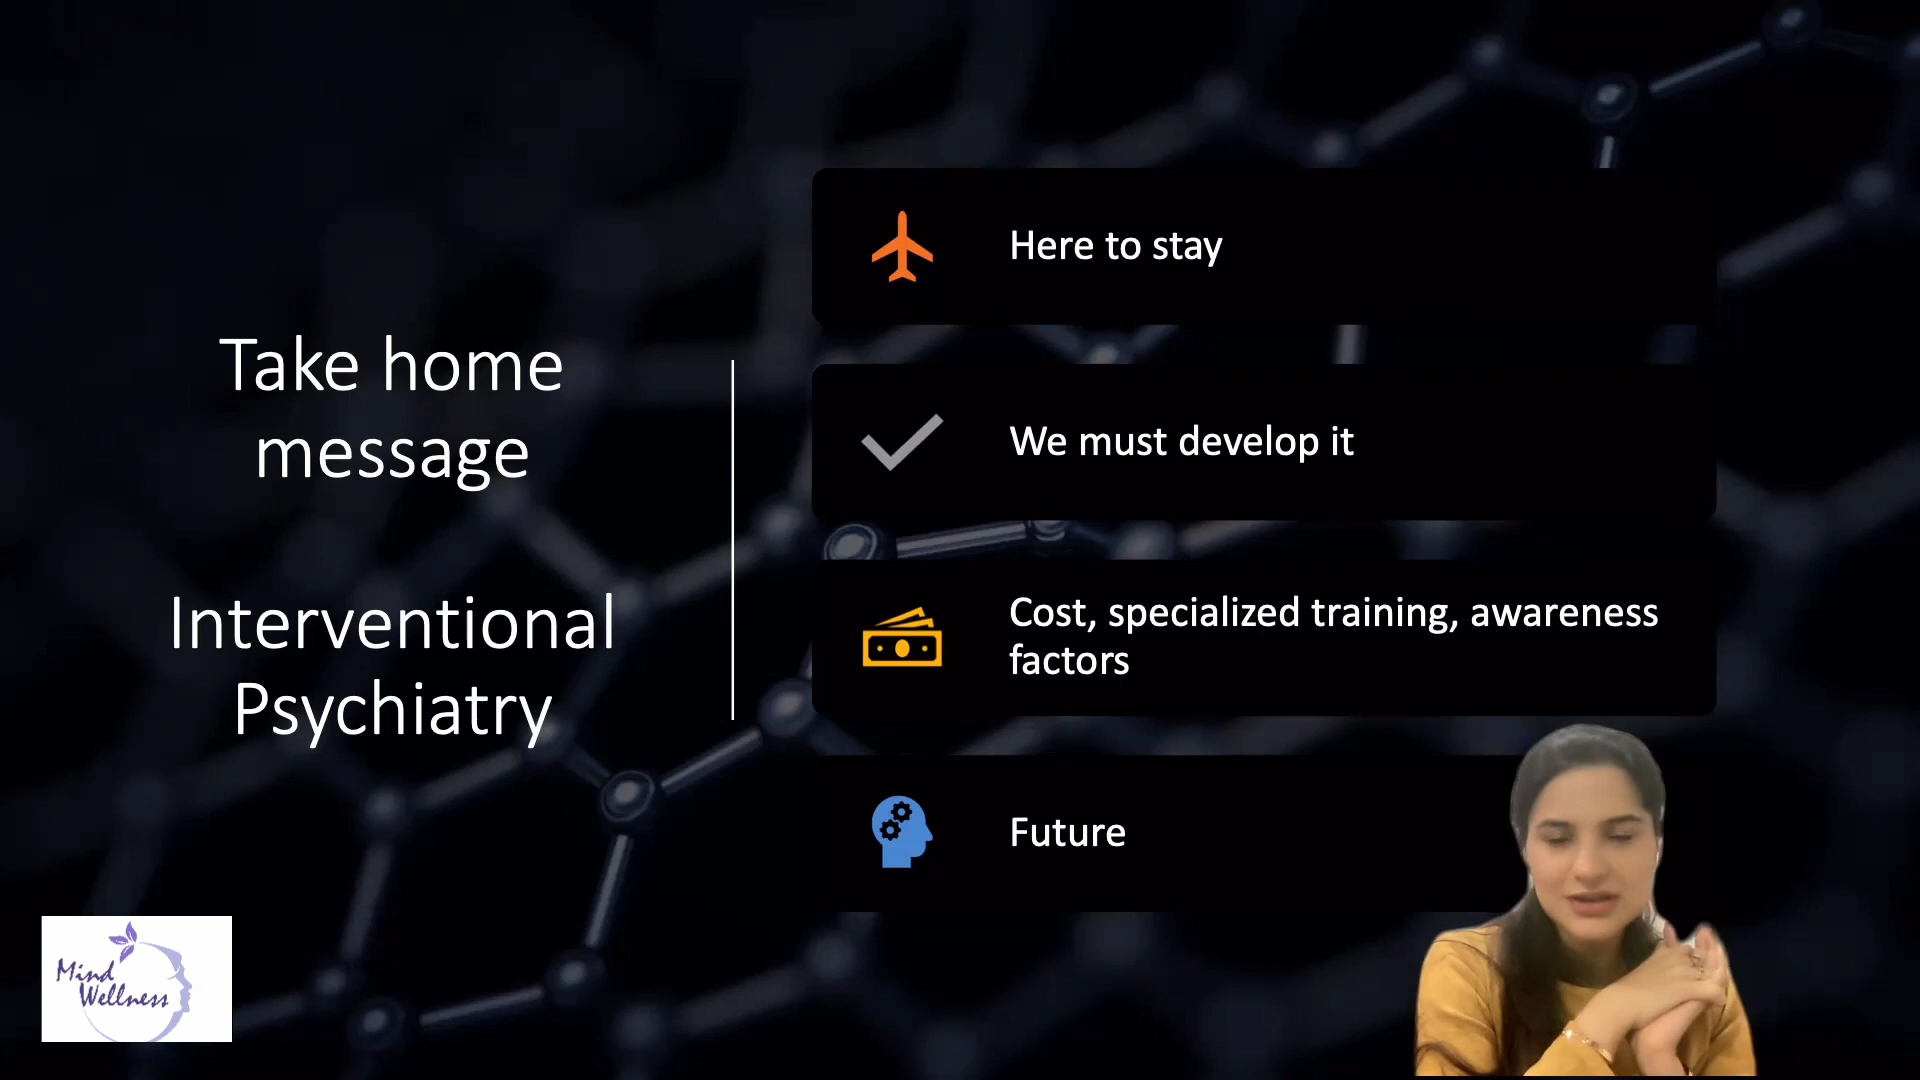 Take home
message
Interventional
Psychiatry
Here to stay
We must develop it
Cost, specialized training, awareness
factors
Future
Mind
Wellness